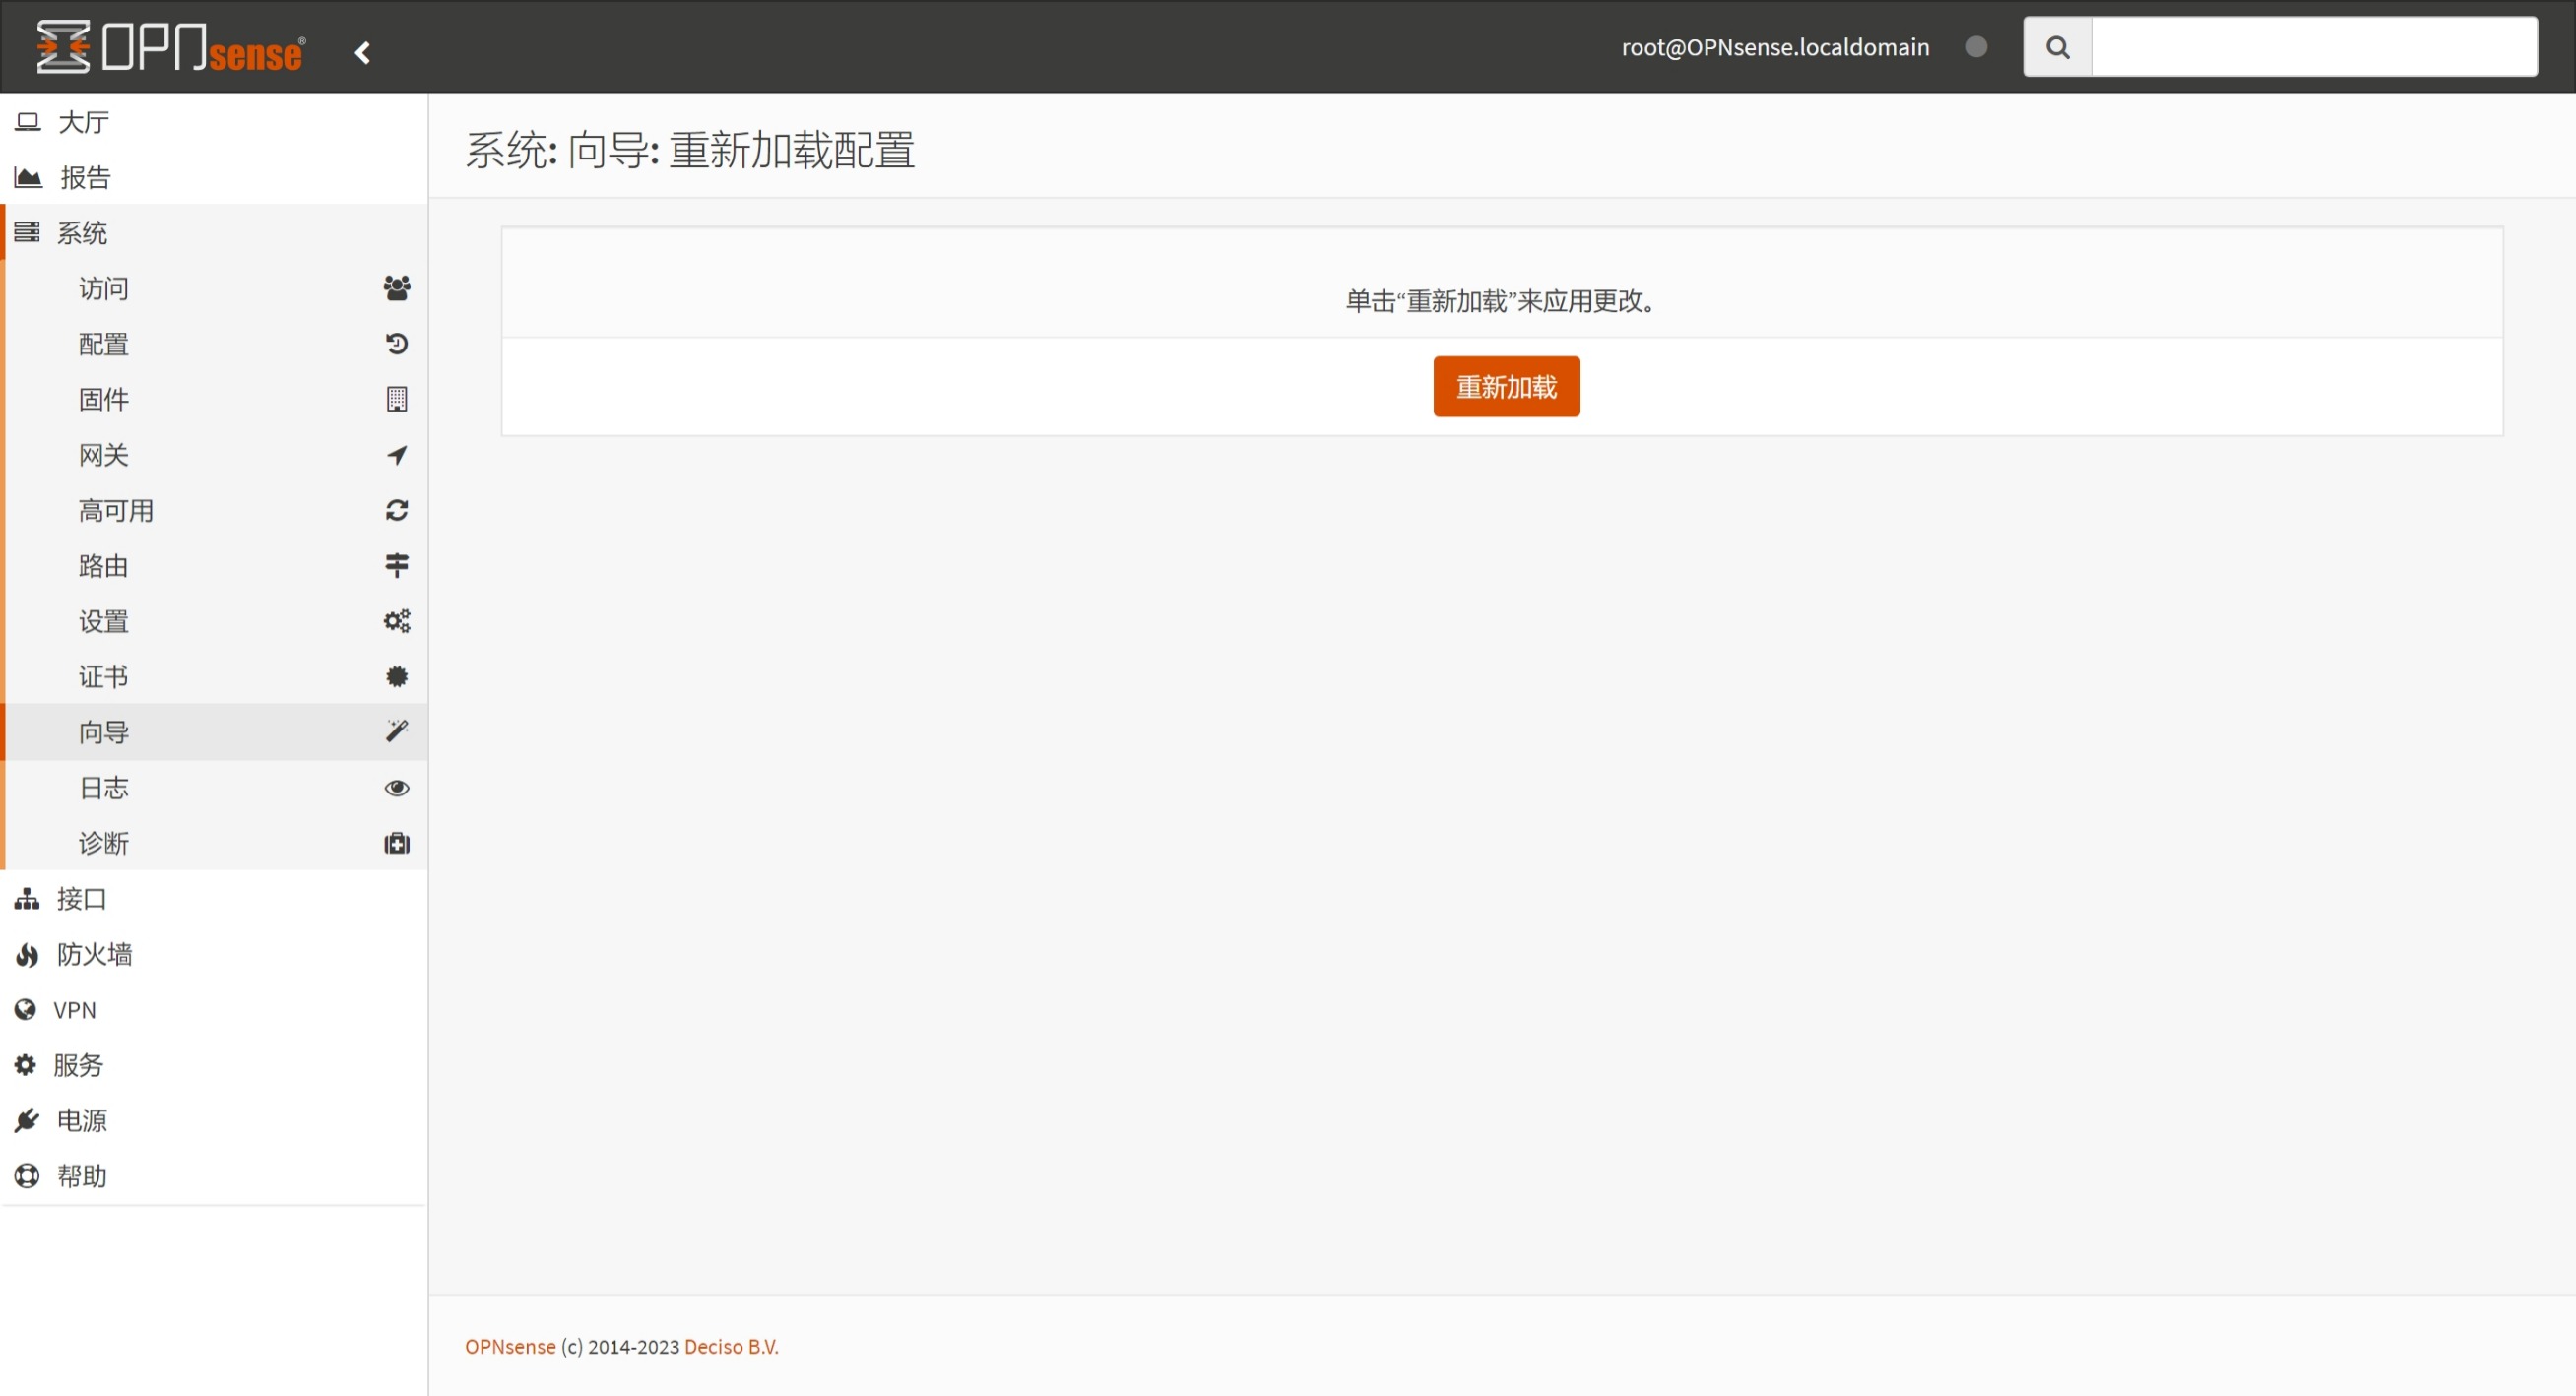 OPNsense®
root@OPNsense.localdomain
大厅
报告
系统
访问
配置
固件
网关
高可用
路由
设置
证书
向导
日志
诊断
接口
防火墙
VPN
服务
电源
帮助
系统: 向导: 重新加载配置
单击“重新加载”来应用更改。
重新加载
OPNsense (c) 2014-2023 Deciso B.V.